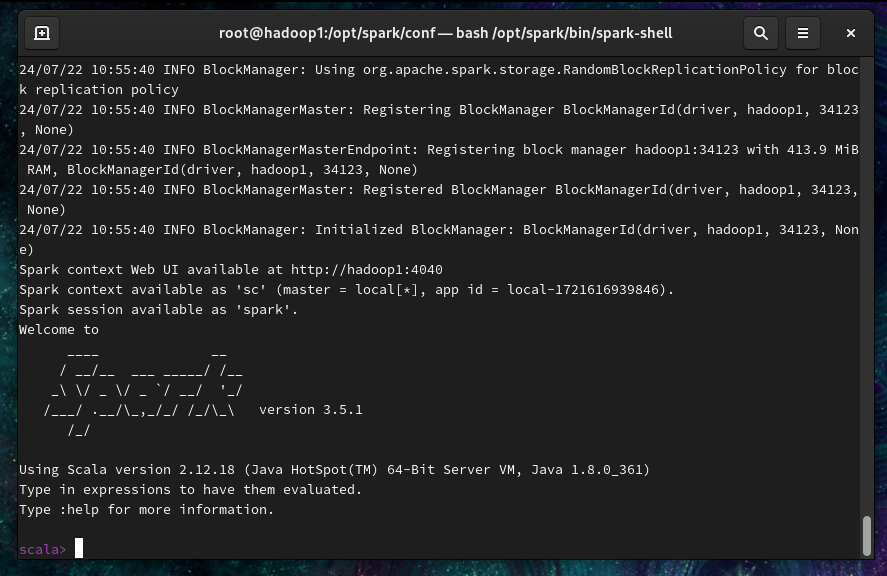 root@hadoop1:/opt/spark/conf — bash /opt/spark/bin/spark-shell
24/07/22 10:55:40 INFO BlockManager: Using org.apache.spark.storage.RandomBlockReplicationPolicy for bloc
k replication policy
24/07/22 10:55:40 INFO BlockManagerMaster: Registering BlockManager BlockManagerId(driver, hadoop1, 34123
, None)
24/07/22 10:55:40 INFO BlockManagerMasterEndpoint: Registering block manager hadoop1:34123 with 413.9 MiB
 RAM, BlockManagerId(driver, hadoop1, 34123, None)
24/07/22 10:55:40 INFO BlockManagerMaster: Registered BlockManager BlockManagerId(driver, hadoop1, 34123,
 None)
24/07/22 10:55:40 INFO BlockManager: Initialized BlockManager: BlockManagerId(driver, hadoop1, 34123, Non
e)
Spark context Web UI available at http://hadoop1:4040
Spark context available as 'sc' (master = local[*], app id = local-1721616939846).
Spark session available as 'spark'.
Welcome to
      ____              __
     / __/__  ___ _____/ /__
    _\ \/ _ \/ _ `/ __/  '_/
   /___/ .__/\_,_/_/ /_/\_\   version 3.5.1
      /_/
Using Scala version 2.12.18 (Java HotSpot(TM) 64-Bit Server VM, Java 1.8.0_361)
Type in expressions to have them evaluated.
Type :help for more information.
scala>